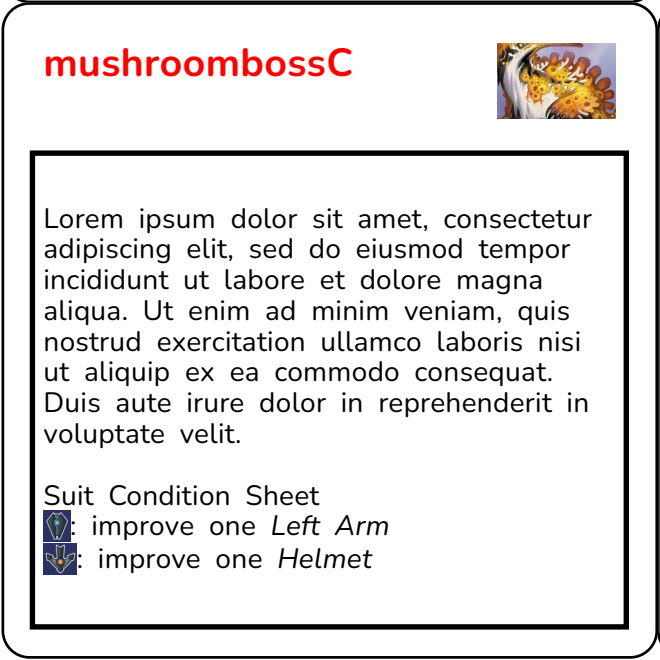 mushroombossC
Lorem ipsum dolor sit amet, consectetur
adipiscing elit, sed do eiusmod tempor
incididunt ut labore et dolore magna
aliqua. Ut enim ad minim veniam, quis
nostrud exercitation ullamco laboris nisi
ut aliquip ex ea commodo consequat.
Duis aute irure dolor in reprehenderit in
voluptate velit.
Suit Condition Sheet
: improve one Left Arm
: improve one Helmet